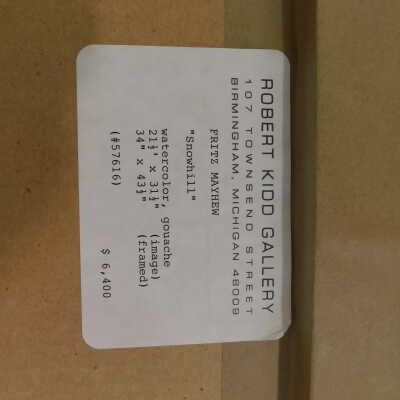 ROBERT KIDD GALLERY
107 TOWNSEND STREET
BIRMINGHAM, MICHIGAN 48009
FRITZ MAYHEW
"Snowhill"
watercolor, gouache
21½' x 31½" (image)
34" x 43½" (framed)
(#57616)
$ 6,400